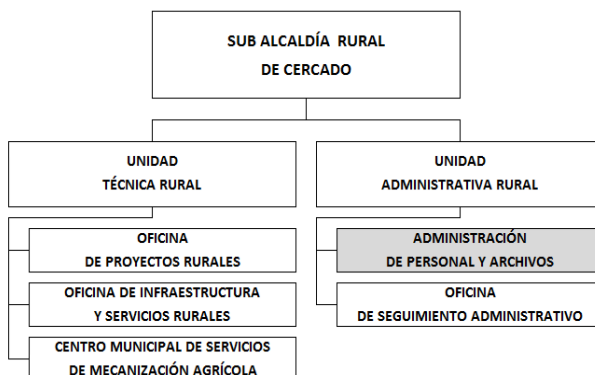 SUB ALCALDÍA RURAL
DE CERCADO
UNIDAD
TÉCNICA RURAL
UNIDAD
ADMINISTRATIVA RURAL
OFICINA
DE PROYECTOS RURALES
ADMINISTRACIÓN
DE PERSONAL Y ARCHIVOS
OFICINA DE INFRAESTRUCTURA
Y SERVICIOS RURALES
OFICINA
DE SEGUIMIENTO ADMINISTRATIVO
CENTRO MUNICIPAL DE SERVICIOS
DE MECANIZACIÓN AGRÍCOLA